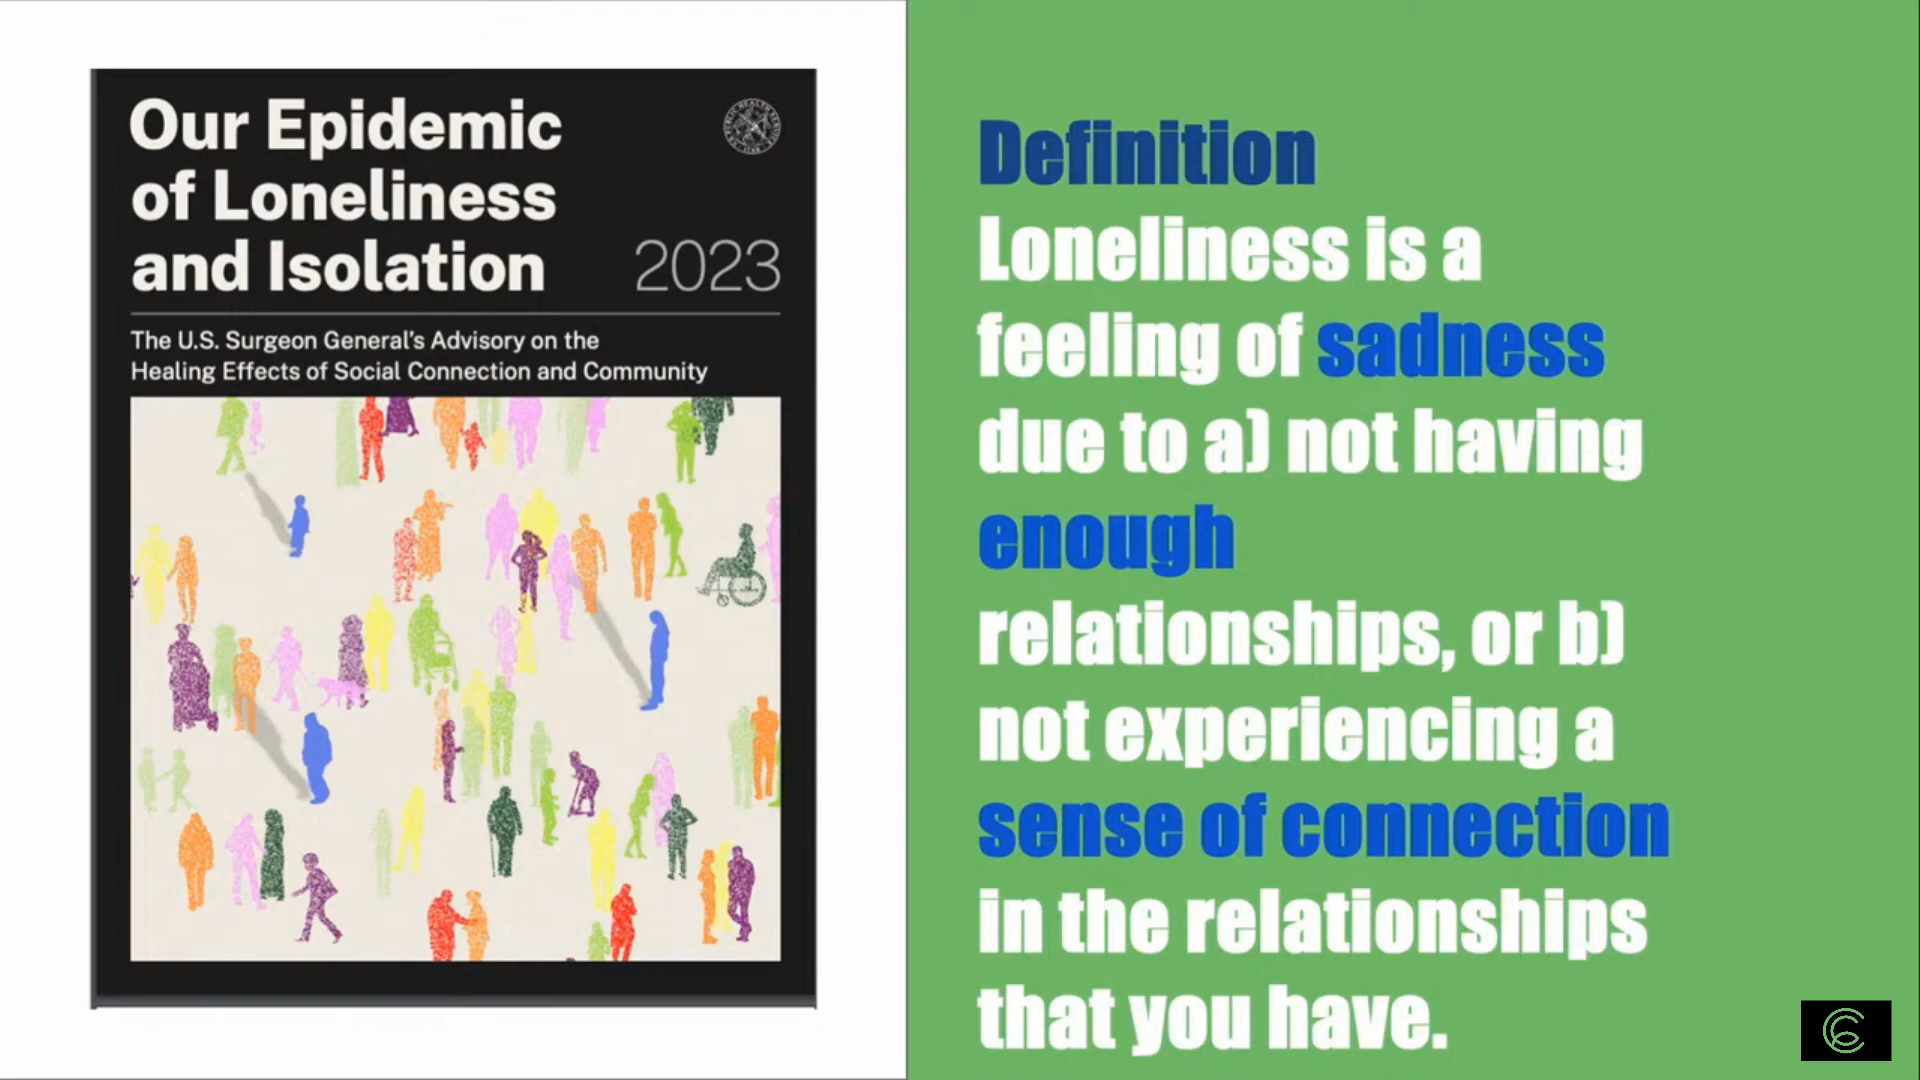 Our Epidemic
of Loneliness
and Isolation 2023
The U.S. Surgeon General's Advisory on the
Healing Effects of Social Connection and Community
Definition
Loneliness is a
feeling of sadness
due to a) not having
enough
relationships, or b)
not experiencing a
sense of connection
in the relationships
that you have.